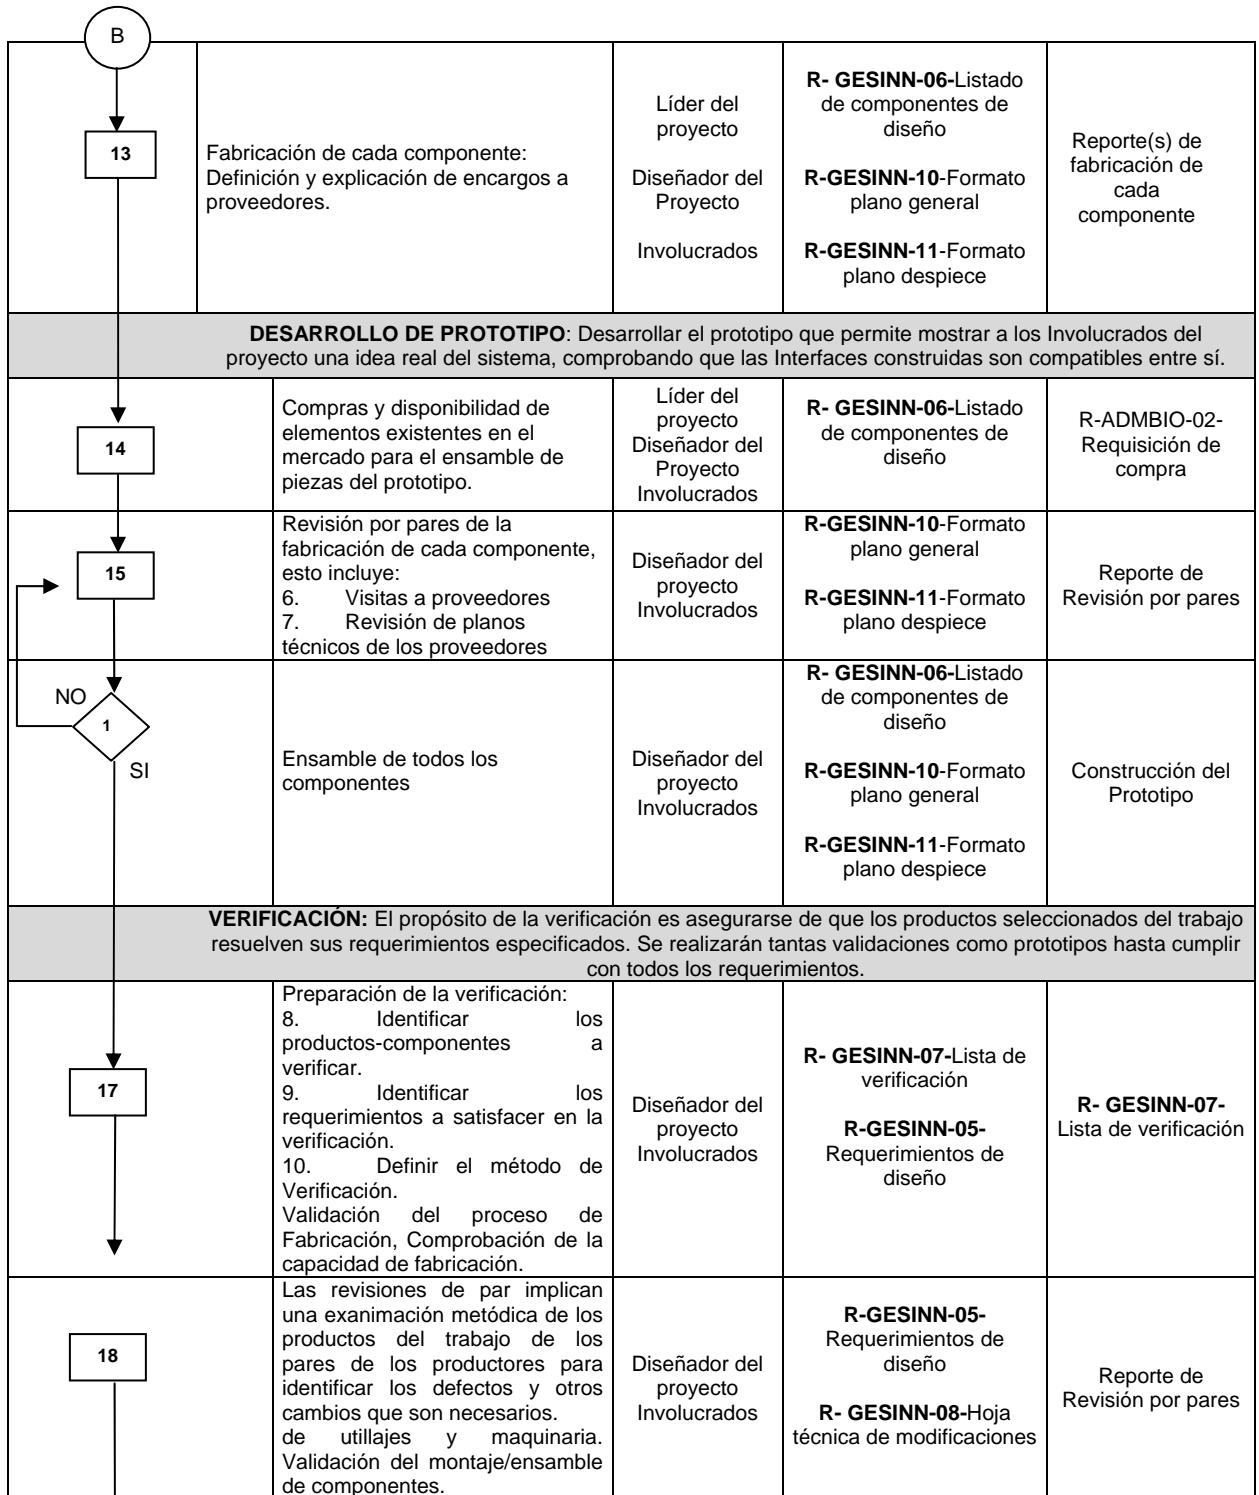 B
13
Fabricación de cada componente:
Definición y explicación de encargos a
proveedores.
Líder del
proyecto
Diseñador del
Proyecto
Involucrados
R- GESINN-06-Listado
de componentes de
diseño
R-GESINN-10-Formato
plano general
R-GESINN-11-Formato
plano despiece
Reporte(s) de
fabricación de
cada
componente
DESARROLLO DE PROTOTIPO: Desarrollar el prototipo que permite mostrar a los Involucrados del
proyecto una idea real del sistema, comprobando que las Interfaces construidas son compatibles entre sí.
14
Compras y disponibilidad de
elementos existentes en el
mercado para el ensamble de
piezas del prototipo.
Líder del
proyecto
Diseñador del
Proyecto
Involucrados
R- GESINN-06-Listado
de componentes de
diseño
R-ADMBIO-02-
Requisición de
compra
15
Revisión por pares de la
fabricación de cada componente,
esto incluye:
6. Visitas a proveedores
7. Revisión de planos
técnicos de los proveedores
Diseñador del
proyecto
Involucrados
R-GESINN-10-Formato
plano general
R-GESINN-11-Formato
plano despiece
Reporte de
Revisión por pares
NO
1
SI
Ensamble de todos los
componentes
Diseñador del
proyecto
Involucrados
R- GESINN-06-Listado
de componentes de
diseño
R-GESINN-10-Formato
plano general
R-GESINN-11-Formato
plano despiece
Construcción del
Prototipo
VERIFICACIÓN: El propósito de la verificación es asegurarse de que los productos seleccionados del trabajo
resuelven sus requerimientos especificados. Se realizarán tantas validaciones como prototipos hasta cumplir
con todos los requerimientos.
17
Preparación de la verificación:
8. Identificar los
productos-componentes a
verificar.
9. Identificar los
requerimientos a satisfacer en la
verificación.
10. Definir el método de
Verificación.
Validación del proceso de
Fabricación, Comprobación de la
capacidad de fabricación.
Diseñador del
proyecto
Involucrados
R- GESINN-07-Lista de
verificación
R-GESINN-05-
Requerimientos de
diseño
R- GESINN-07-
Lista de verificación
18
Las revisiones de par implican
una exanimación metódica de los
productos del trabajo de los
pares de los productores para
identificar los defectos y otros
cambios que son necesarios.
de utillajes y maquinaria.
Validación del montaje/ensamble
de componentes.
Diseñador del
proyecto
Involucrados
R-GESINN-05-
Requerimientos de
diseño
R- GESINN-08-Hoja
técnica de modificaciones
Reporte de
Revisión por pares